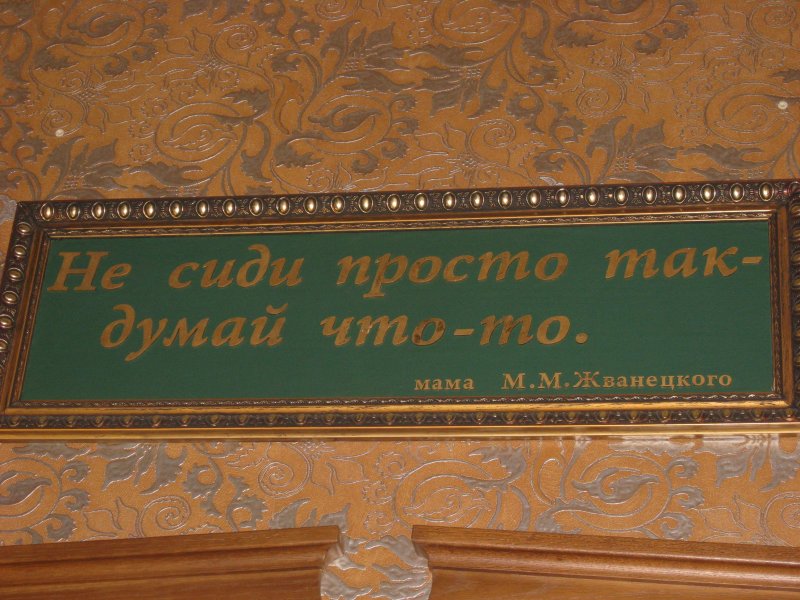 Не сиди просто так-
думай что-то.
мама М.М.Жванецкого